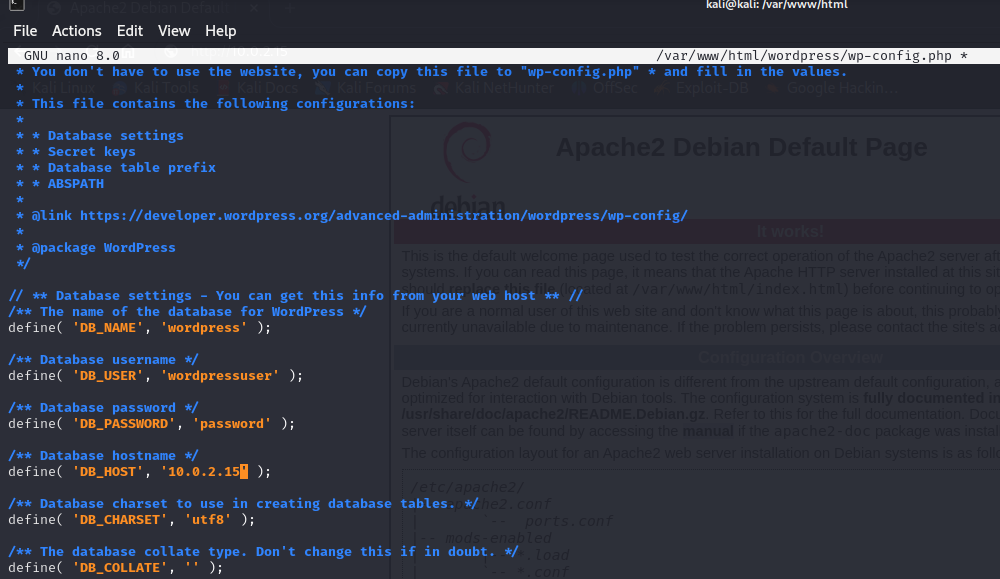 Apache2 Debian Default
kali@kali: /var/www/html
File Actions Edit View Help
GNU nano 8.0 /var/www/html/wordpress/wp-config.php *
* You don't have to use the website, you can copy this file to "wp-config.php" * and fill in the values.
*
Kali Linux Kali Tools Kali Docs Kali Forums Kali NetHunter OffSec Exploit-DB Google Hackin...
* This file contains the following configurations:
*
* * Database settings
* * Secret keys
* * Database table prefix
* * ABSPATH
*
* @link https://developer.wordpress.org/advanced-administration/wordpress/wp-config/
*
* @package WordPress
*/
// ** Database settings - You can get this info from your web host ** //
/** The name of the database for WordPress */
define( 'DB_NAME', 'wordpress' );
/** Database username */
define( 'DB_USER', 'wordpressuser' );
/** Database password */
define( 'DB_PASSWORD', 'password' );
/** Database hostname */
define( 'DB_HOST', '10.0.2.15' );
/** Database charset to use in creating database tables. */
define( 'DB_CHARSET', 'utf8' );
/** The database collate type. Don't change this if in doubt. */
define( 'DB_COLLATE', '' );
Apache2 Debian Default Page
debian
It works!
This is the default welcome page used to test the correct operation of the Apache2 server
systems. If you can read this page, it means that the Apache HTTP server installed at
should replace this file (located at /var/www/html/index.html) before continuing to
If you are a normal user of this web site and don't know what this page is about, this
currently unavailable due to maintenance. If the problem persists, please contact the site's
Configuration Overview
Debian's Apache2 default configuration is different from the upstream default configuration,
optimized for interaction with Debian tools. The configuration system is fully documented in
/usr/share/doc/apache2/README.Debian.gz. Refer to this for the full documentation.
server itself can be found by accessing the manual if the apache2-doc package was
The configuration layout for an Apache2 web server installation on Debian systems is as
/etc/apache2/
|-- apache2.conf
| `-- ports.conf
|-- mods-enabled
| |-- *.load
| `-- *.conf